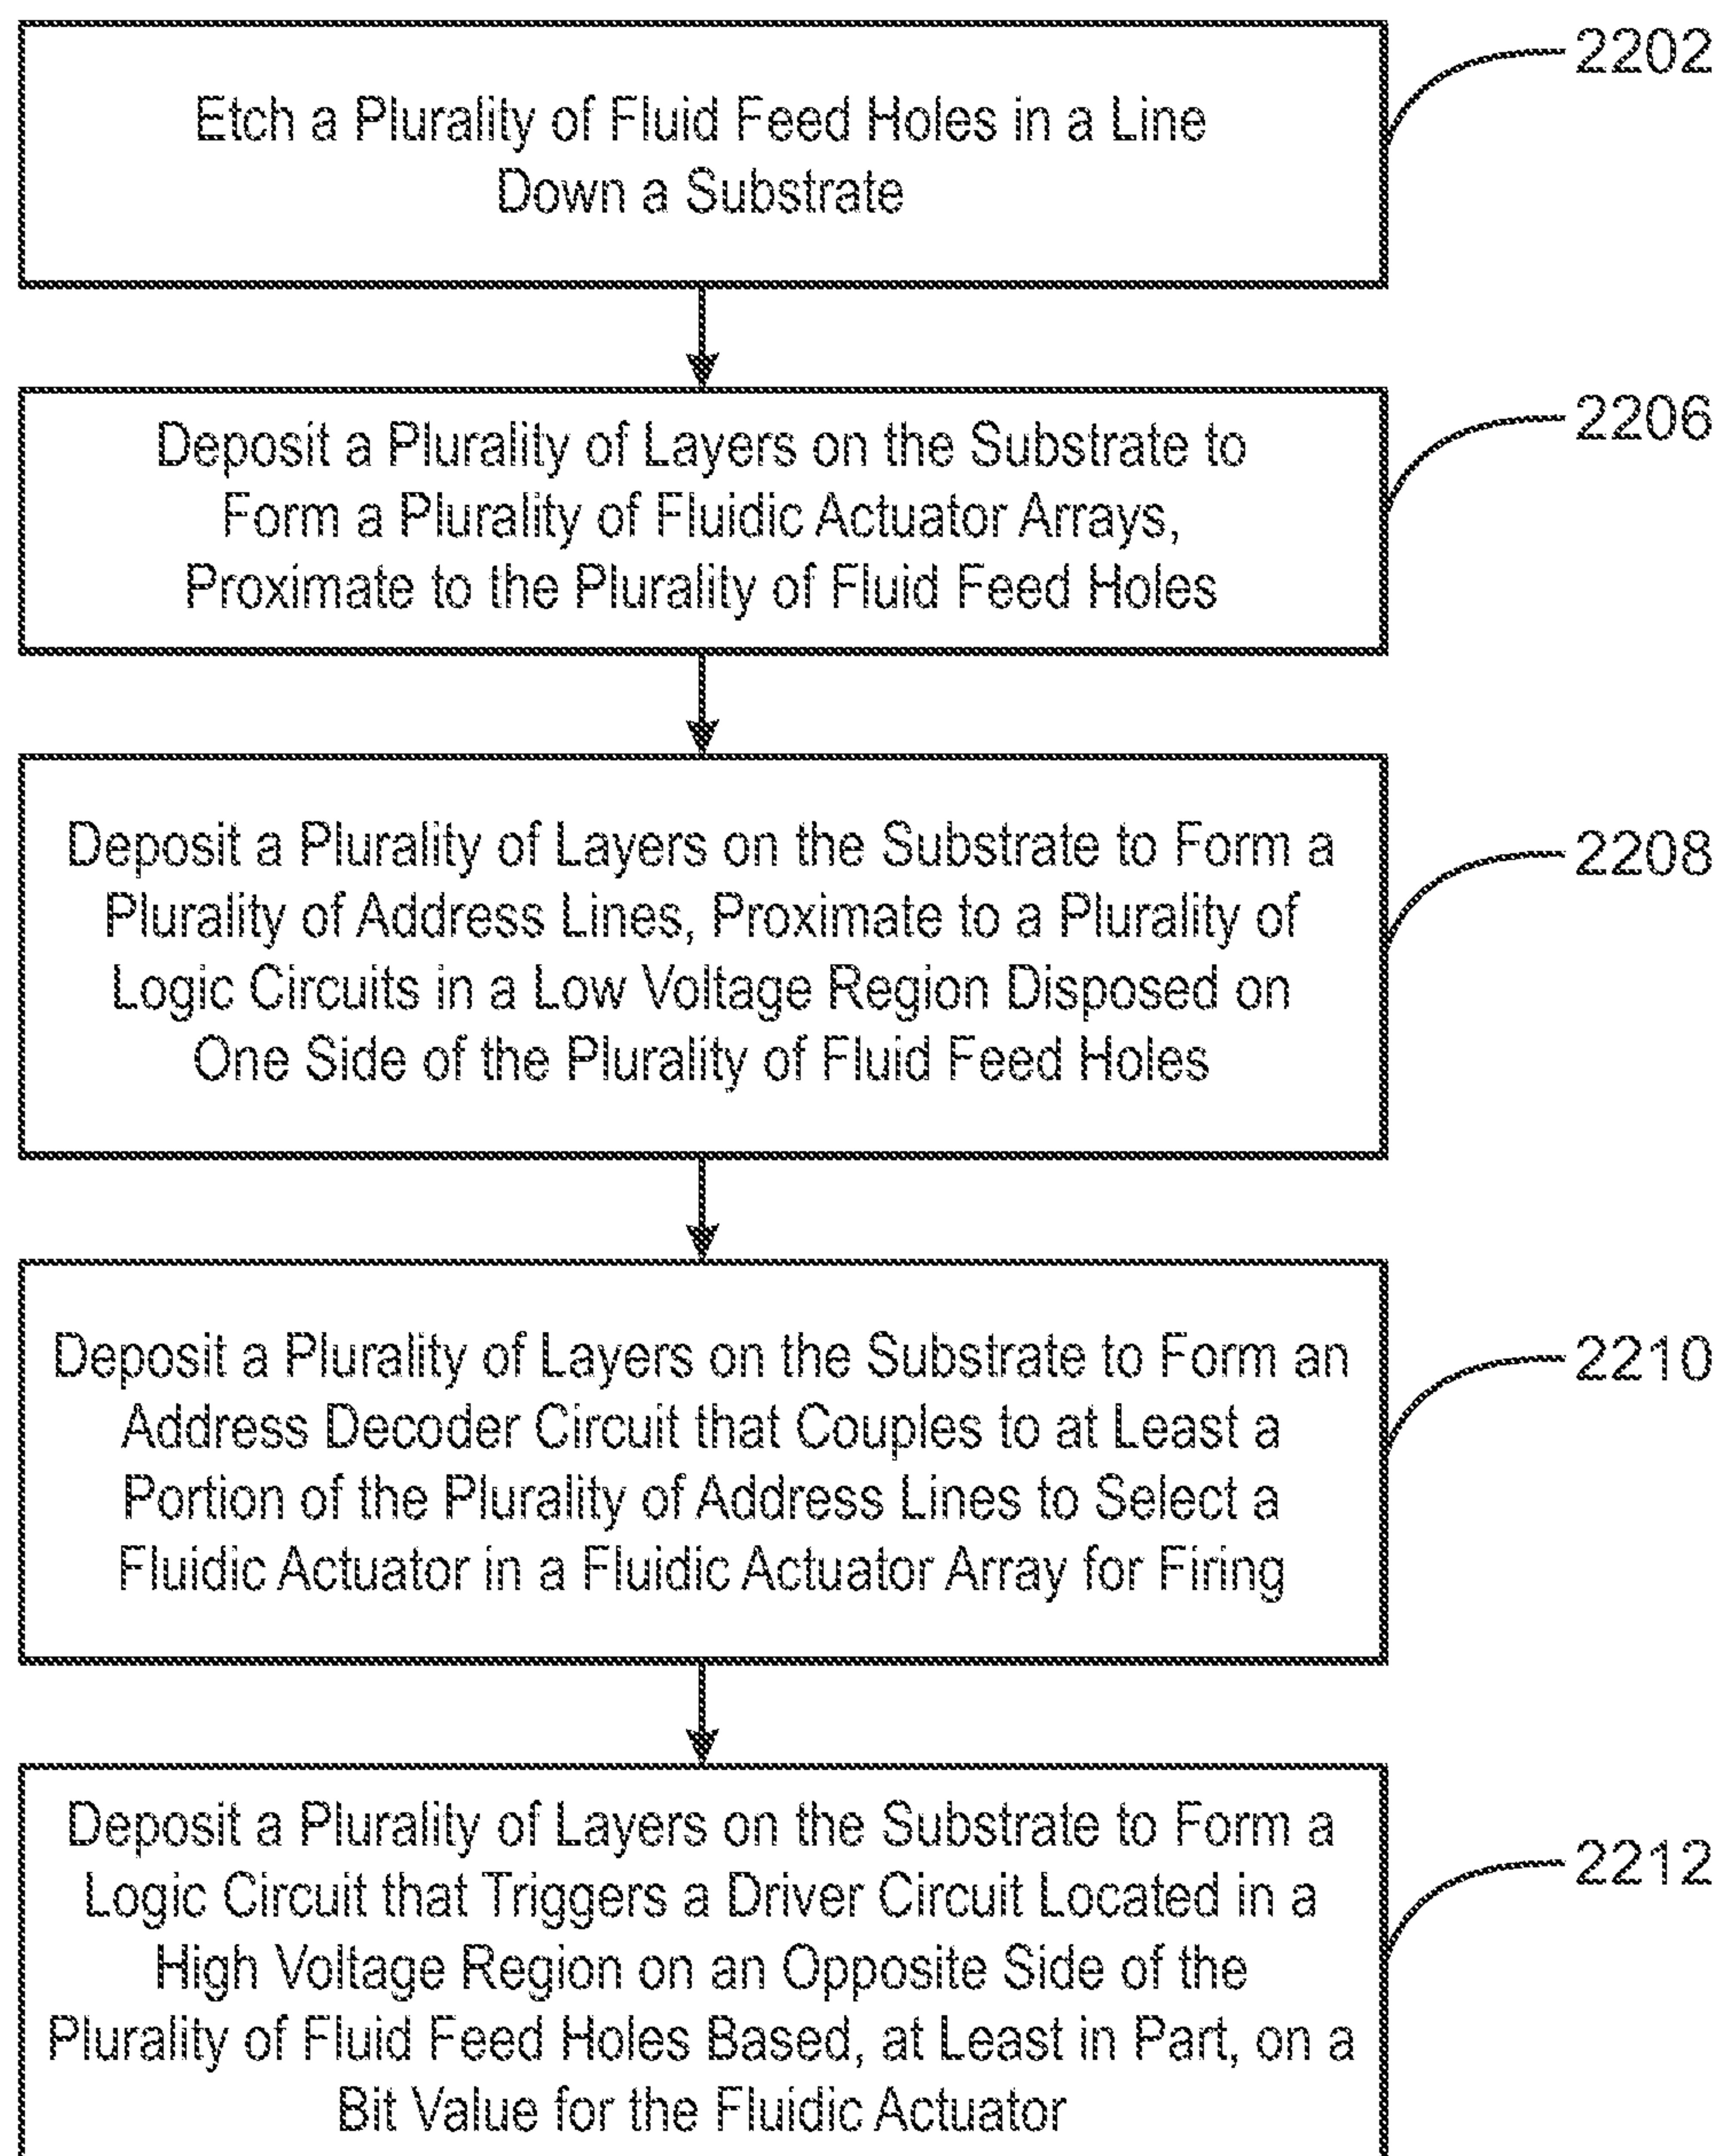 Etch a Plurality of Fluid Feed Holes in a Line
Down a Substrate
2202
Deposit a Plurality of Layers on the Substrate to
Form a Plurality of Fluidic Actuator Arrays,
Proximate to the Plurality of Fluid Feed Holes
2206
Deposit a Plurality of Layers on the Substrate to Form a
Plurality of Address Lines, Proximate to a Plurality of
Logic Circuits in a Low Voltage Region Disposed on
One Side of the Plurality of Fluid Feed Holes
2208
Deposit a Plurality of Layers on the Substrate to Form an
Address Decoder Circuit that Couples to at Least a
Portion of the Plurality of Address Lines to Select a
Fluidic Actuator in a Fluidic Actuator Array for Firing
2210
Deposit a Plurality of Layers on the Substrate to Form a
Logic Circuit that Triggers a Driver Circuit Located in a
High Voltage Region on an Opposite Side of the
Plurality of Fluid Feed Holes Based, at Least in Part, on a
Bit Value for the Fluidic Actuator
2212